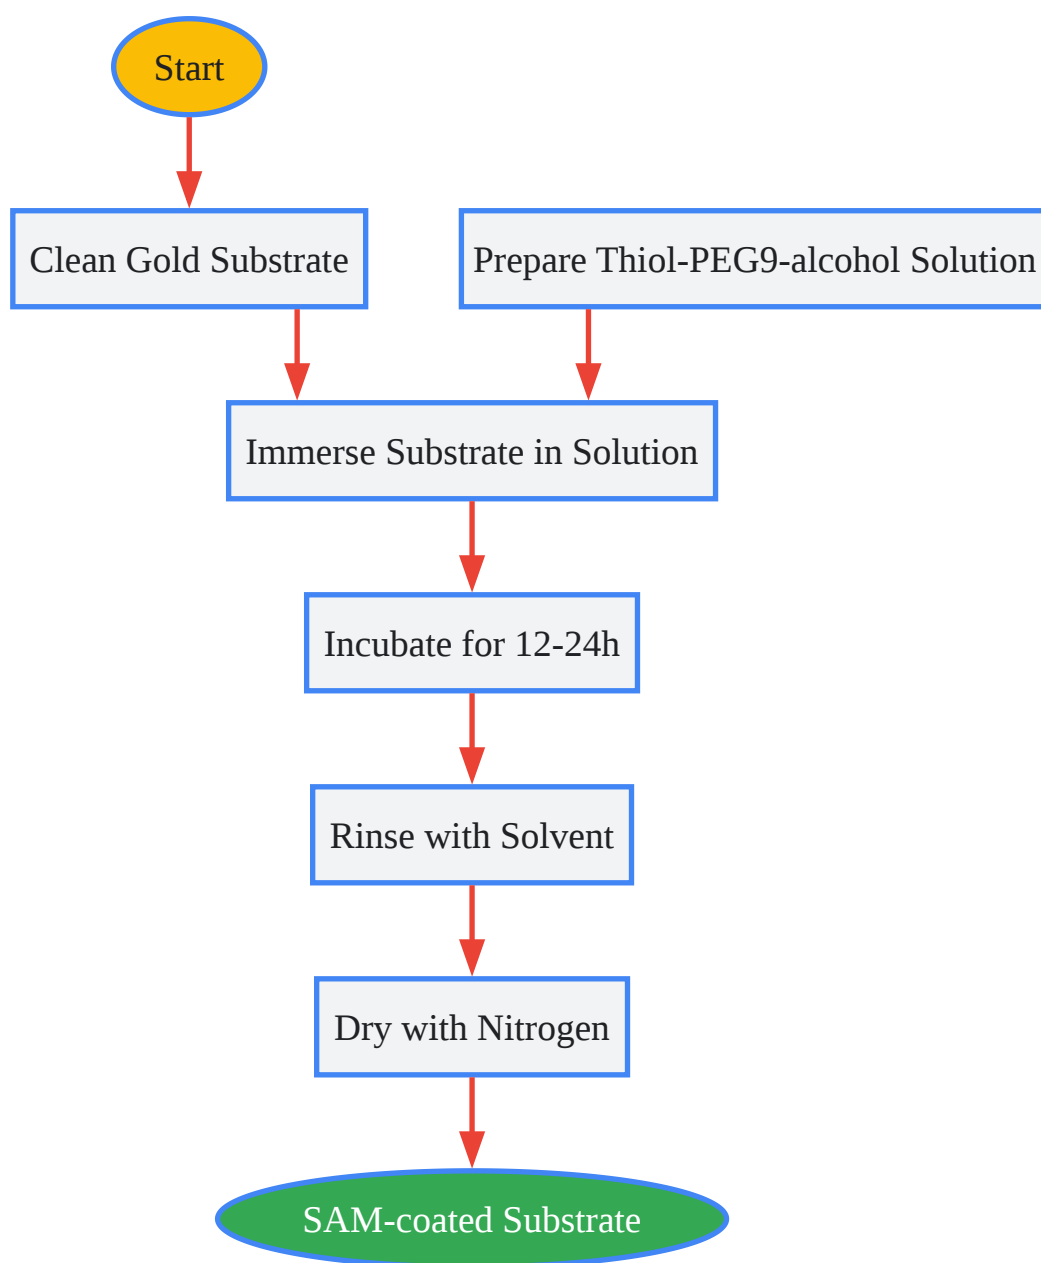 Start
Clean Gold Substrate
Prepare Thiol-PEG9-alcohol Solution
Immerse Substrate in Solution
Incubate for 12-24h
Rinse with Solvent
Dry with Nitrogen
SAM-coated Substrate